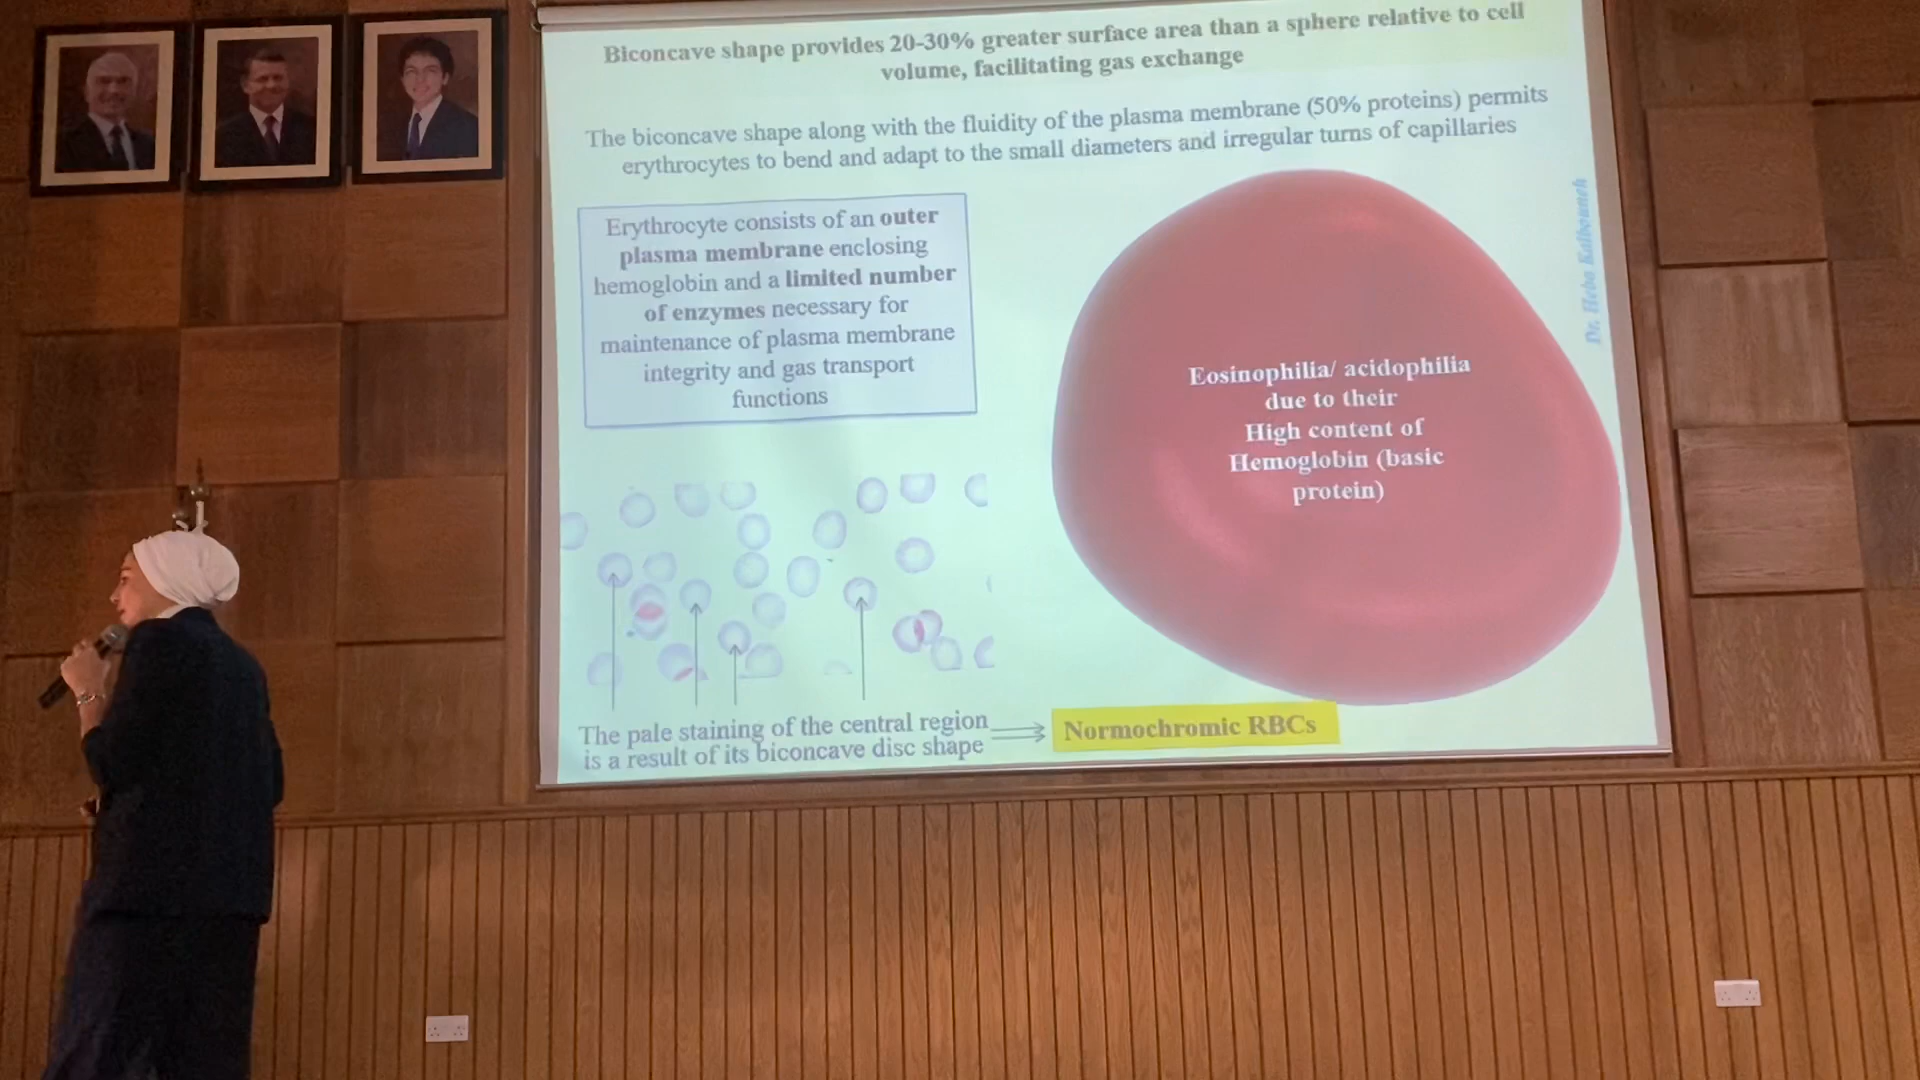 Biconcave shape provides 20-30% greater surface area than a sphere relative to cell
volume, facilitating gas exchange
The biconcave shape along with the fluidity of the plasma membrane (50% proteins) permits
erythrocytes to bend and adapt to the small diameters and irregular turns of capillaries
Erythrocyte consists of an outer
plasma membrane enclosing
hemoglobin and a limited number
of enzymes necessary for
maintenance of plasma membrane
integrity and gas transport
functions
Eosinophilia/ acidophilia
due to their
High content of
Hemoglobin (basic
protein)
Dr. Heba Kalbouneh
The pale staining of the central region
is a result of its biconcave disc shape
Normochromic RBCs